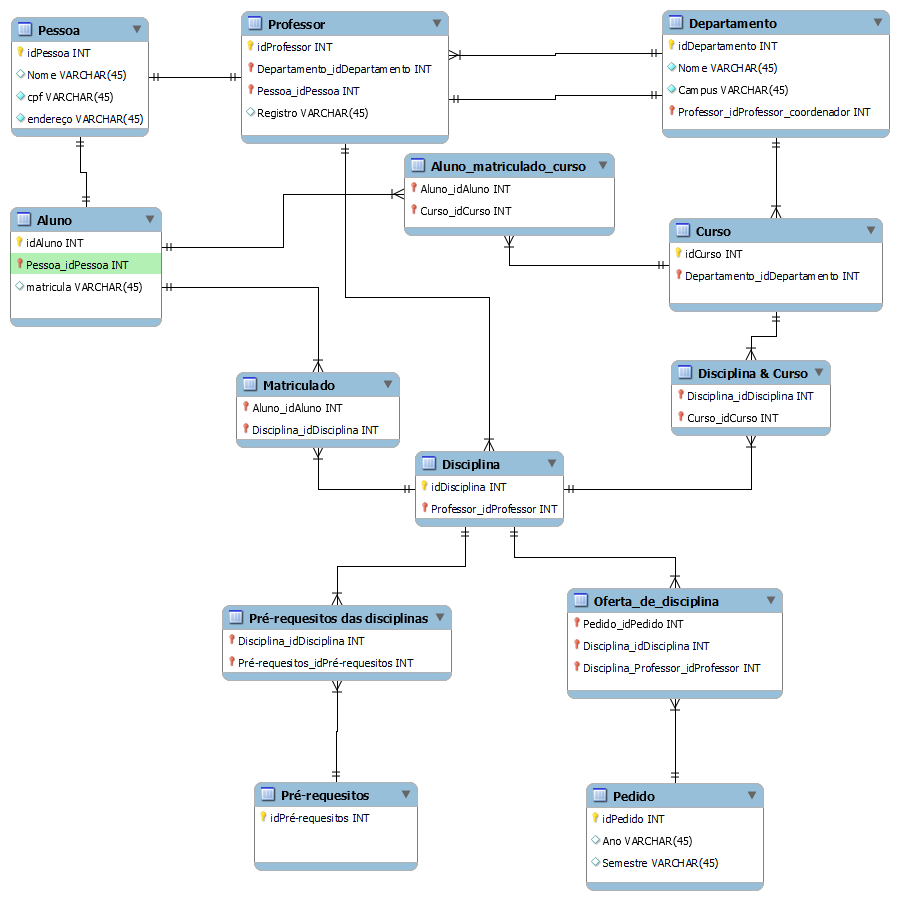 Pessoa
idPessoa INT
Nome VARCHAR(45)
cpf VARCHAR(45)
endereço VARCHAR(45)
Professor
idProfessor INT
Departamento_idDepartamento INT
Pessoa_idPessoa INT
Registro VARCHAR(45)
Departamento
idDepartamento INT
Nome VARCHAR(45)
Campus VARCHAR(45)
Professor_idProfessor_coordenador INT
Aluno_matriculado_curso
Aluno_idAluno INT
Curso_idCurso INT
Aluno
idAluno INT
Pessoa_idPessoa INT
matricula VARCHAR(45)
Curso
idCurso INT
Departamento_idDepartamento INT
Matriculado
Aluno_idAluno INT
Disciplina_idDisciplina INT
Disciplina & Curso
Disciplina_idDisciplina INT
Curso_idCurso INT
Disciplina
idDisciplina INT
Professor_idProfessor INT
Pré-requesitos das disciplinas
Disciplina_idDisciplina INT
Pré-requesitos_idPré-requesitos INT
Oferta_de_disciplina
Pedido_idPedido INT
Disciplina_idDisciplina INT
Disciplina_Professor_idProfessor INT
Pré-requesitos
idPré-requesitos INT
Pedido
idPedido INT
Ano VARCHAR(45)
Semestre VARCHAR(45)